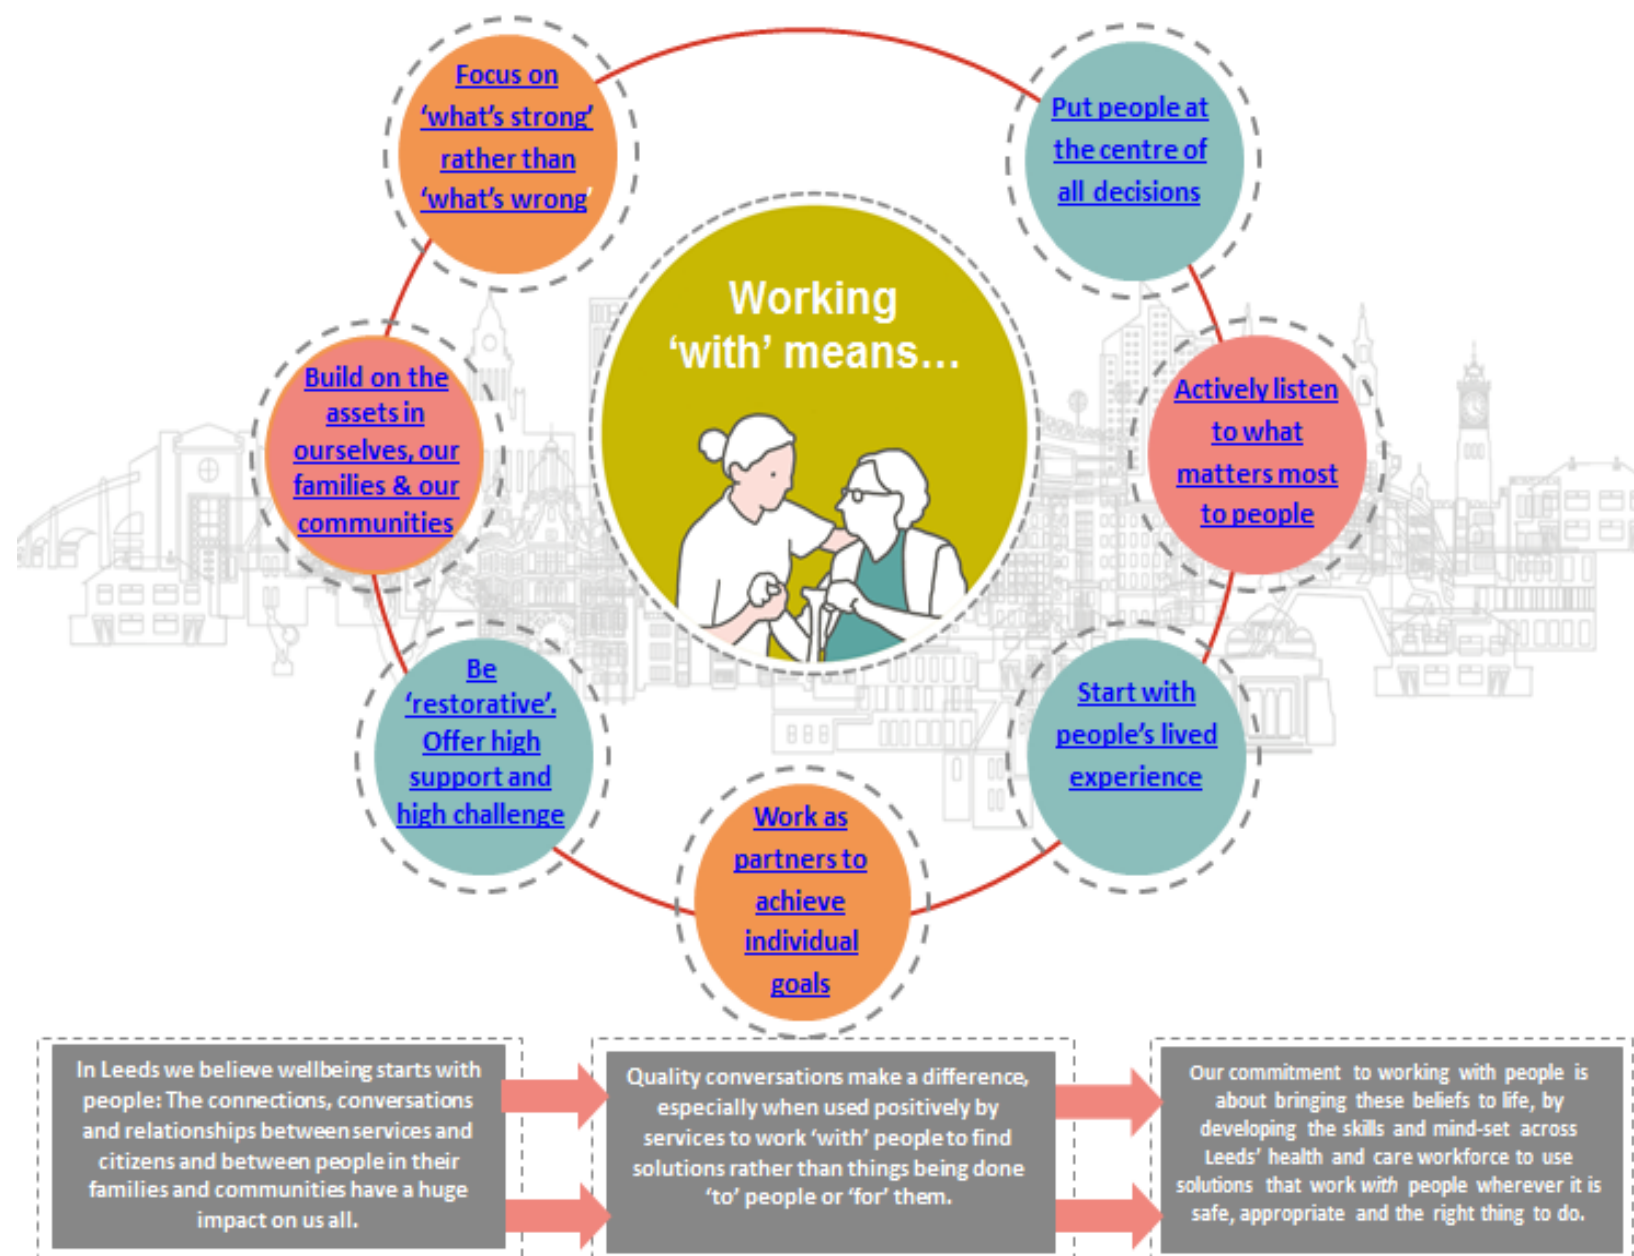 Focus on
‘what’s strong’
rather than
‘what’s wrong’
Put people at
the centre of
all decisions
Working
‘with’ means…
Build on the
assets in
ourselves, our
families & our
communities
Actively listen
to what
matters most
to people
Be
‘restorative’.
Offer high
support and
high challenge
Start with
people’s lived
experience
Work as
partners to
achieve
individual
goals
In Leeds we believe wellbeing starts with
people: The connections, conversations
and relationships between services and
citizens and between people in their
families and communities have a huge
impact on us all.
Quality conversations make a difference,
especially when used positively by
services to work ‘with’ people to find
solutions rather than things being done
‘to’ people or ‘for’ them.
Our commitment to working with people is
about bringing these beliefs to life, by
developing the skills and mind-set across
Leeds’ health and care workforce to use
solutions that work with people wherever it is
safe, appropriate and the right thing to do.